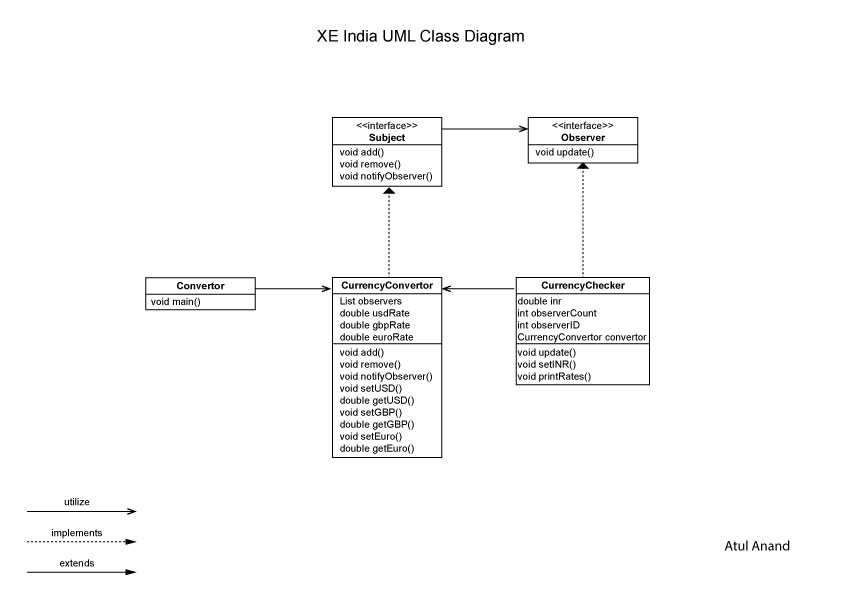 XE India UML Class Diagram
<<interface>>
Subject
void add()
void remove()
void notifyObserver()
<<interface>>
Observer
void update()
Convertor
void main()
CurrencyConvertor
List observers
double usdRate
double gbpRate
double euroRate
void add()
void remove()
void notifyObserver()
void setUSD()
double getUSD()
void setGBP()
double getGBP()
void setEuro()
double getEuro()
CurrencyChecker
double inr
int observerCount
int observerID
CurrencyConvertor convertor
void update()
void setINR()
void printRates()
utilize
implements
extends
Atul Anand